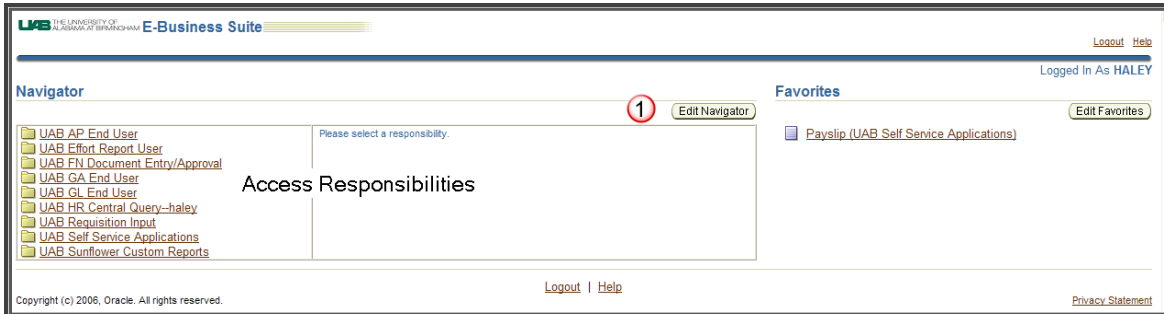 UAB THE UNIVERSITY OF ALABAMA AT BIRMINGHAM E-Business Suite
Logout Help
Logged In As HALEY
Navigator
Favorites
1 Edit Navigator
Edit Favorites
UAB AP End User
Please select a responsibility.
Payslip (UAB Self Service Applications)
UAB Effort Report User
UAB FN Document Entry/Approval
UAB GA End User
Access Responsibilities
UAB GL End User
UAB HR Central Query--haley
UAB Requisition Input
UAB Self Service Applications
UAB Sunflower Custom Reports
Logout | Help
Copyright (c) 2006, Oracle. All rights reserved.
Privacy Statement